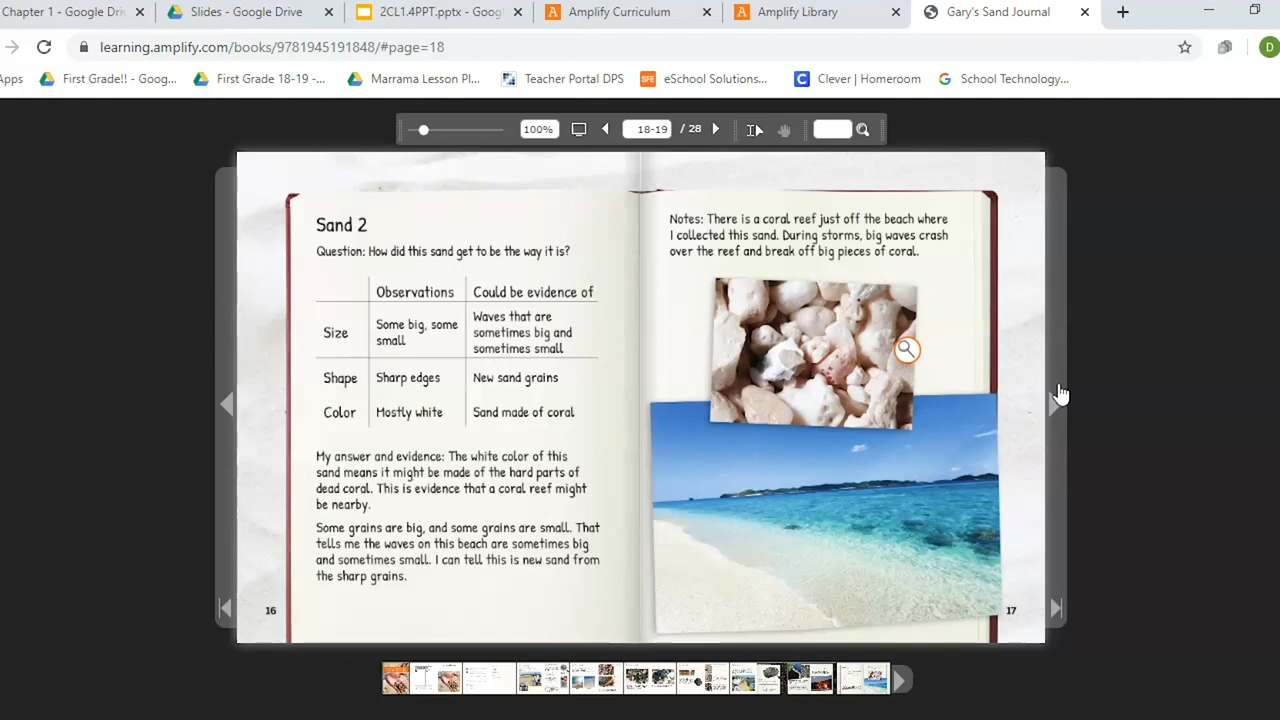 Chapter 1 - Google Driv
Slides - Google Drive
2CL1.4PPT.pptx - Goog
Amplify Curriculum
Amplify Library
Gary's Sand Journal
learning.amplify.com/books/9781945191848/#page=18
D
Apps
First Grade!! - Goog...
First Grade 18-19 -...
Marrama Lesson Pl...
Teacher Portal DPS
SFE
eSchool Solutions...
Clever | Homeroom
School Technology...
100%
18-19 / 28
Sand 2
Question: How did this sand get to be the way it is?
Observations Could be evidence of
Size Some big, some small Waves that are sometimes big and sometimes small
Shape Sharp edges New sand grains
Color Mostly white Sand made of coral
My answer and evidence: The white color of this
sand means it might be made of the hard parts of
dead coral. This is evidence that a coral reef might
be nearby.
Some grains are big, and some grains are small. That
tells me the waves on this beach are sometimes big
and sometimes small. I can tell this is new sand from
the sharp grains.
16
Notes: There is a coral reef just off the beach where
I collected this sand. During storms, big waves crash
over the reef and break off big pieces of coral.
17